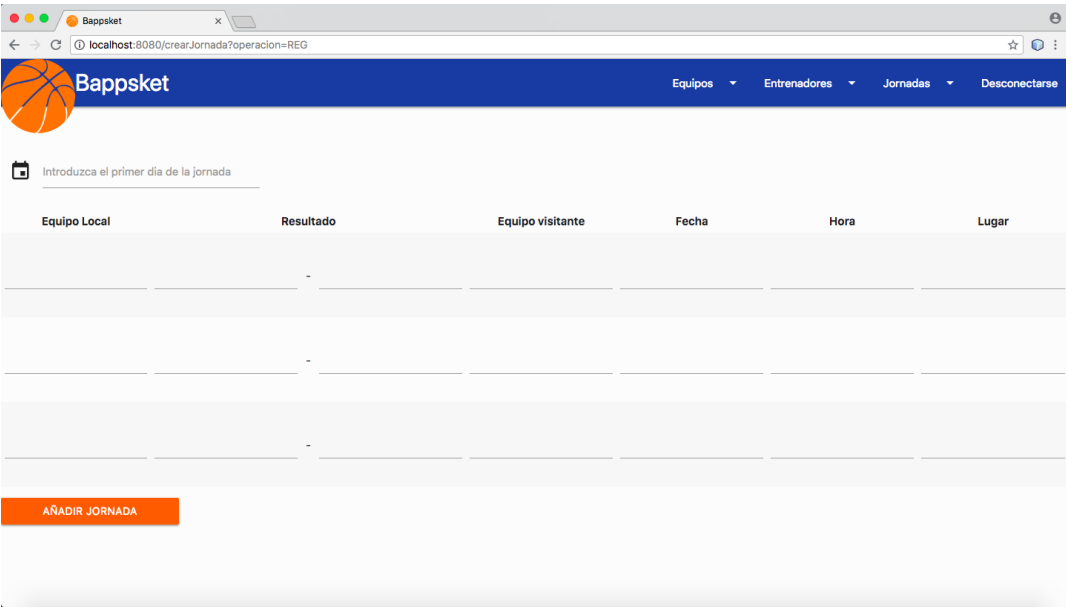 Bappsket
localhost:8080/crearJornada?operacion=REG
Bappsket
Equipos Entrenadores Jornadas Desconectarse
Introduzca el primer dia de la jornada
Equipo Local Resultado Equipo visitante Fecha Hora Lugar
-
-
-
AÑADIR JORNADA